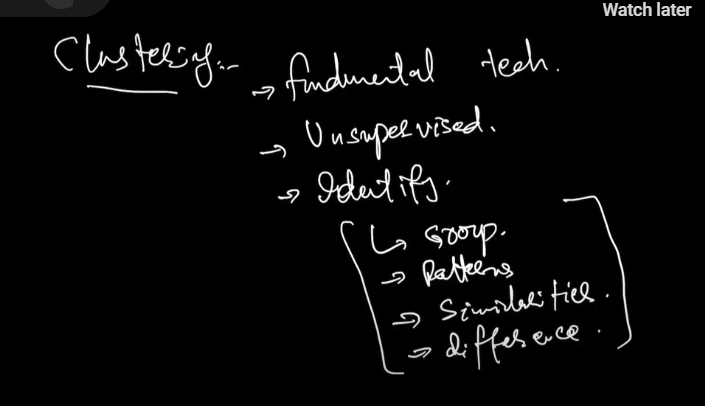 Watch later
Clustering:-
→ fundmental tech.
→ Unsupervised.
→ Identify.
↳ Group.
→ Patterns
→ Similarities.
→ difference.